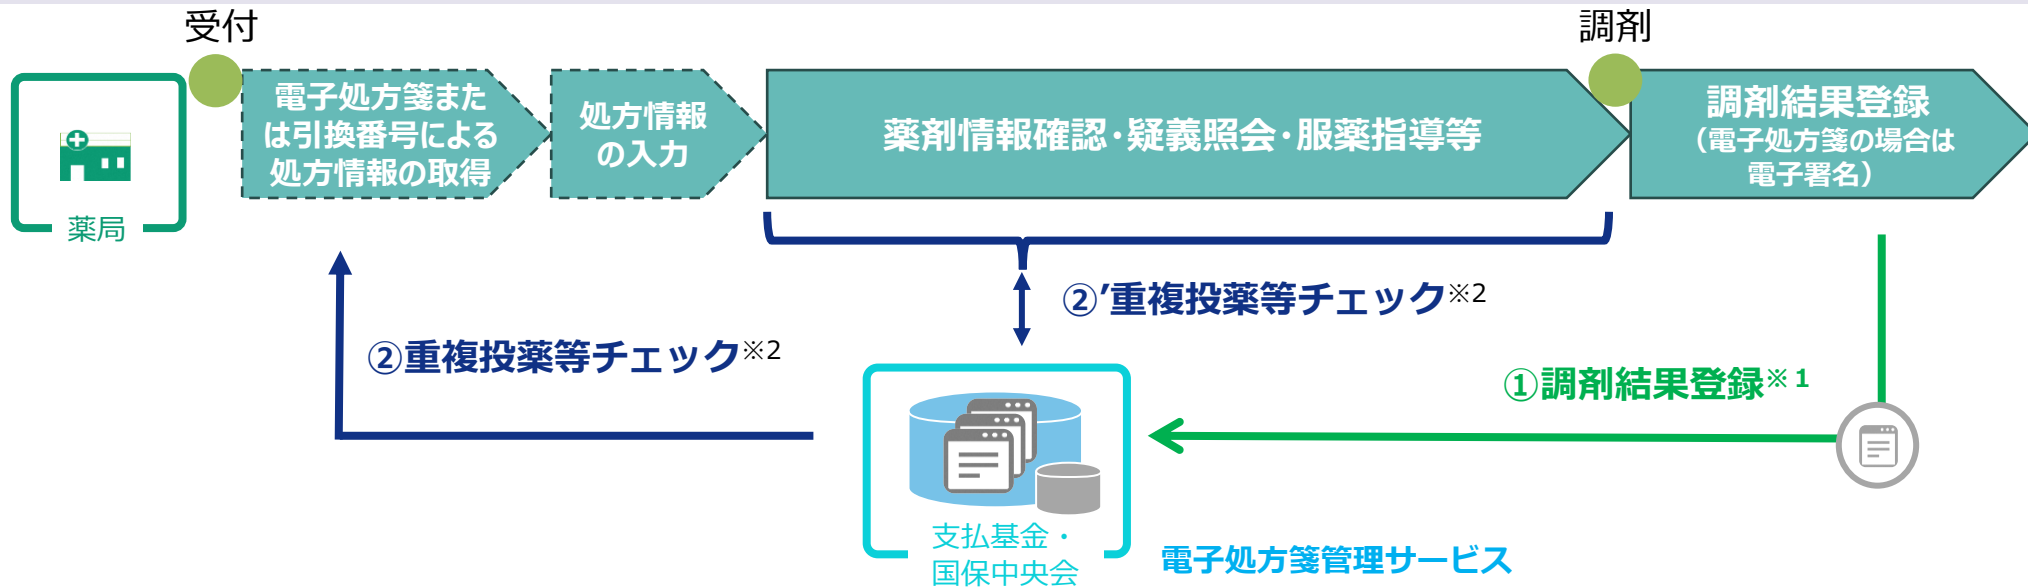 受付
調剤
電子処方箋また
は引換番号による
処方情報の取得
処方情報
の入力
薬剤情報確認・疑義照会・服薬指導等
調剤結果登録
（電子処方箋の場合は
電子署名）
薬局
②’重複投薬等チェック※2
②重複投薬等チェック※2
①調剤結果登録※１
支払基金・
国保中央会
電子処方箋管理サービス